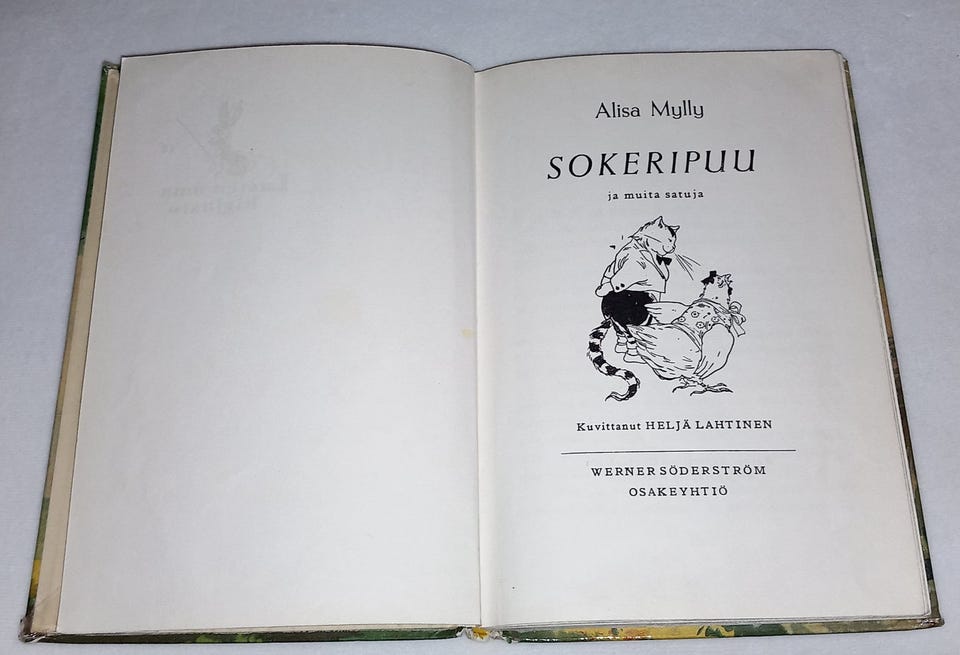 Alisa Mylly
SOKERIPUU
ja muita satuja
Kuvittanut HELJÄ LAHTINEN
WERNER SÖDERSTRÖM
OSAKEYHTIÖ